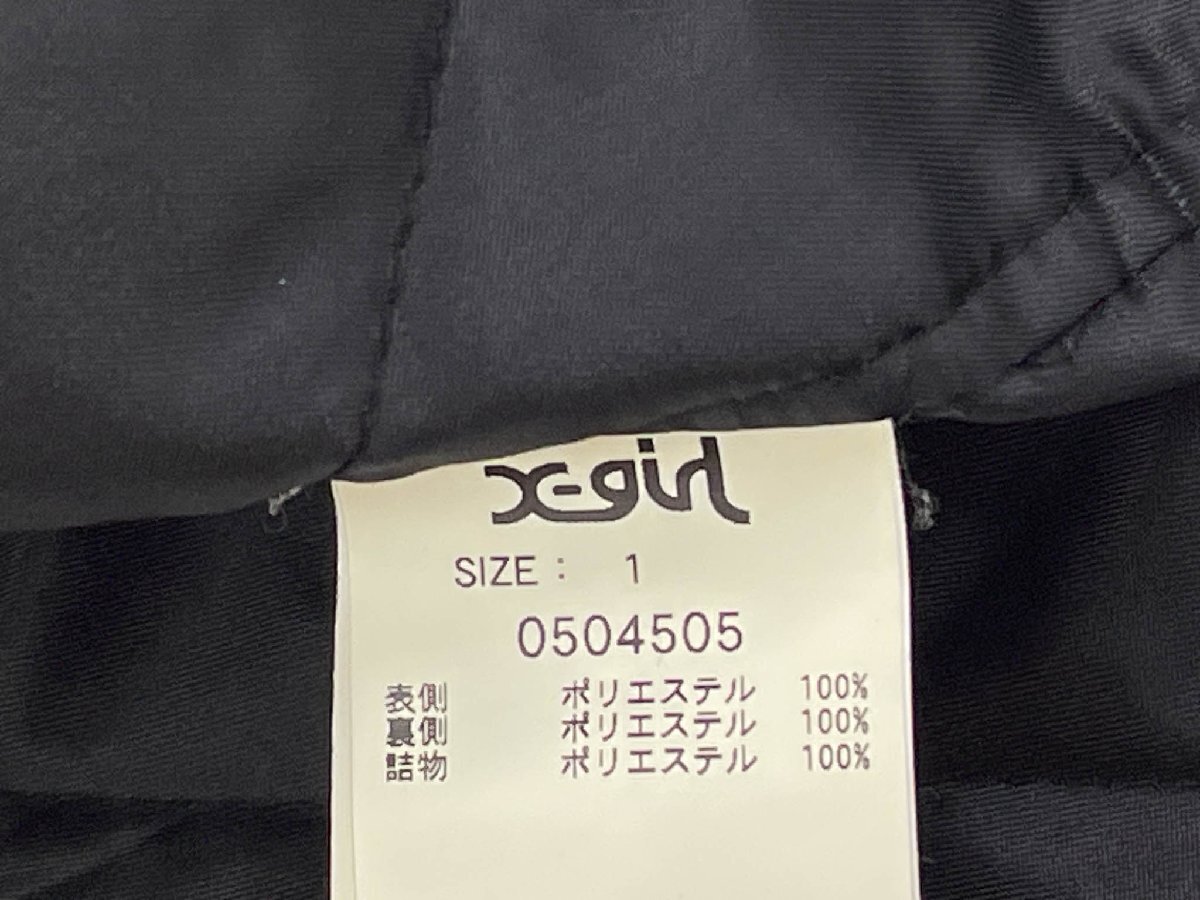 X-girl
SIZE : 1
0504505
表側 ポリエステル 100%
裏側 ポリエステル 100%
詰物 ポリエステル 100%